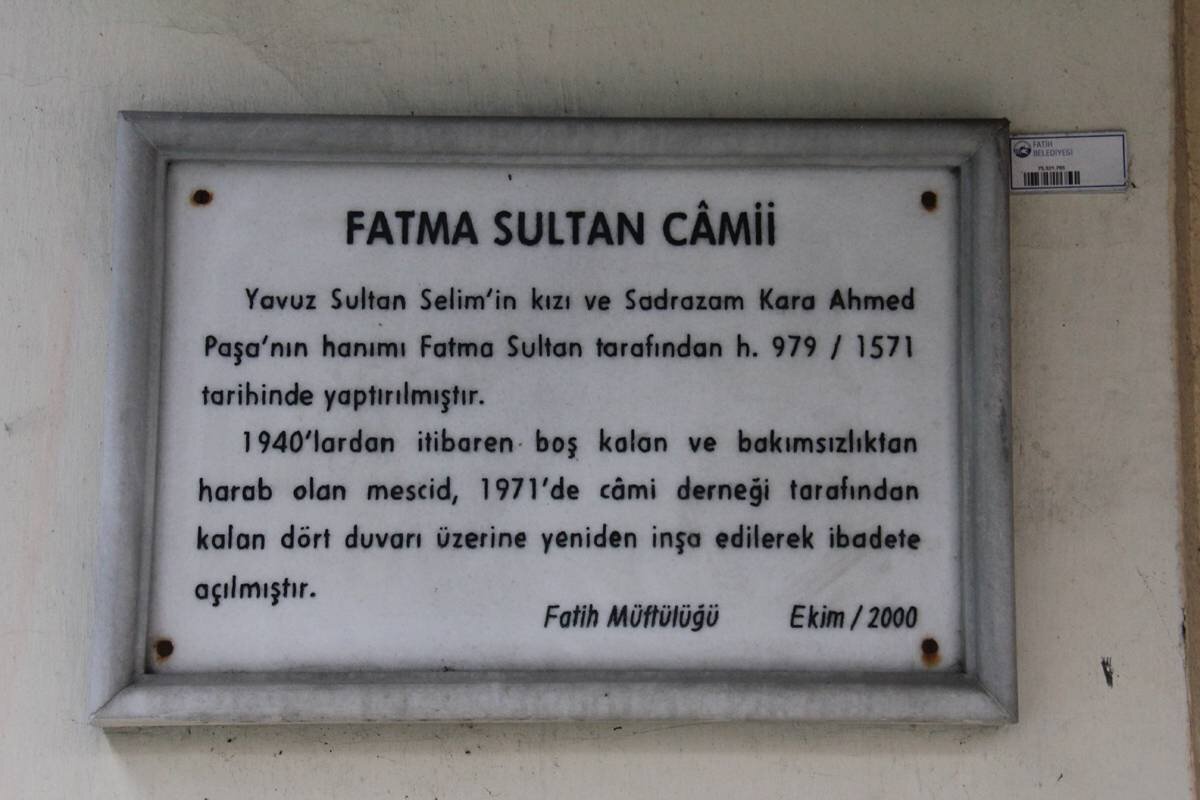 FATMA SULTAN CÂMİİ
Yavuz Sultan Selim'in kızı ve Sadrazam Kara Ahmed
Paşa'nın hanımı Fatma Sultan tarafından h. 979 / 1571
tarihinde yaptırılmıştır.
1940'lardan itibaren boş kalan ve bakımsızlıktan
harab olan mescid, 1971'de câmi derneği tarafından
kalan dört duvarı üzerine yeniden inşa edilerek ibadete
açılmıştır.
Fatih Müftülüğü Ekim / 2000
FATİH
BELEDİYESİ